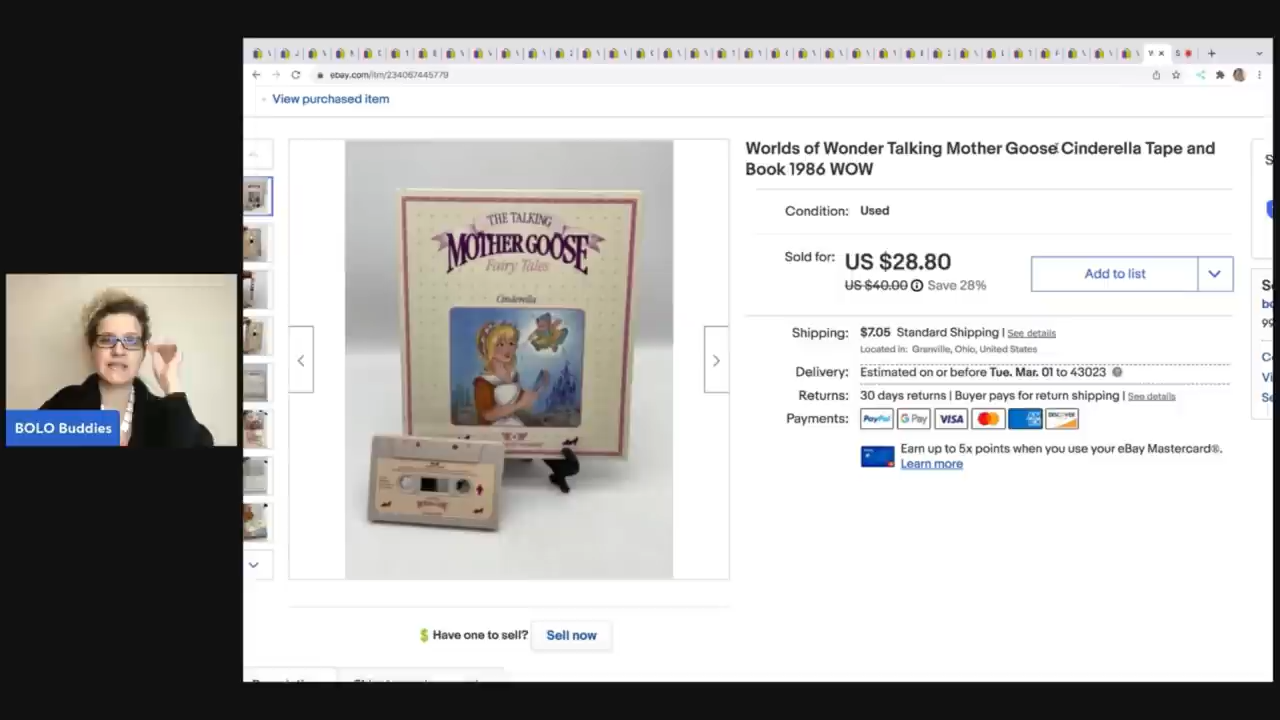 ebay.com/itm/234067445779
View purchased item
Worlds of Wonder Talking Mother Goose Cinderella Tape and
Book 1986 WOW
Condition: Used
Sold for: US $28.80
US $40.00 Save 28%
Add to list
Shipping: $7.05 Standard Shipping | See details
Located in: Granville, Ohio, United States
Delivery: Estimated on or before Tue. Mar. 01 to 43023
Returns: 30 days returns | Buyer pays for return shipping | See details
Payments: PayPal G Pay VISA DISCOVER
Earn up to 5x points when you use your eBay Mastercard®.
Learn more
THE TALKING
MOTHER GOOSE
Fairy Tales
Cinderella
MOTHER GOOSE
BOLO Buddies
$ Have one to sell? Sell now